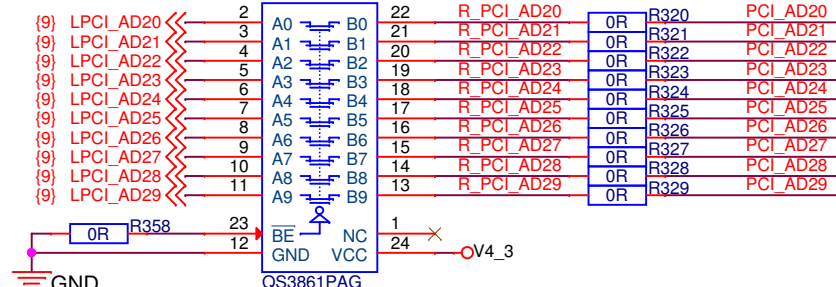 {9} LPCI_AD20 2 A0 B0 22 R_PCI_AD20 0R R320 PCI_AD20
{9} LPCI_AD21 3 A1 B1 21 R_PCI_AD21 0R R321 PCI_AD21
{9} LPCI_AD22 4 A2 B2 20 R_PCI_AD22 0R R322 PCI_AD22
{9} LPCI_AD23 5 A3 B3 19 R_PCI_AD23 0R R323 PCI_AD23
{9} LPCI_AD24 6 A4 B4 18 R_PCI_AD24 0R R324 PCI_AD24
{9} LPCI_AD25 7 A5 B5 17 R_PCI_AD25 0R R325 PCI_AD25
{9} LPCI_AD26 8 A6 B6 16 R_PCI_AD26 0R R326 PCI_AD26
{9} LPCI_AD27 9 A7 B7 15 R_PCI_AD27 0R R327 PCI_AD27
{9} LPCI_AD28 10 A8 B8 14 R_PCI_AD28 0R R328 PCI_AD28
{9} LPCI_AD29 11 A9 B9 13 R_PCI_AD29 0R R329 PCI_AD29
0R R358 23 BE NC 1
12 GND VCC 24 V4_3
GND QS3861PAG